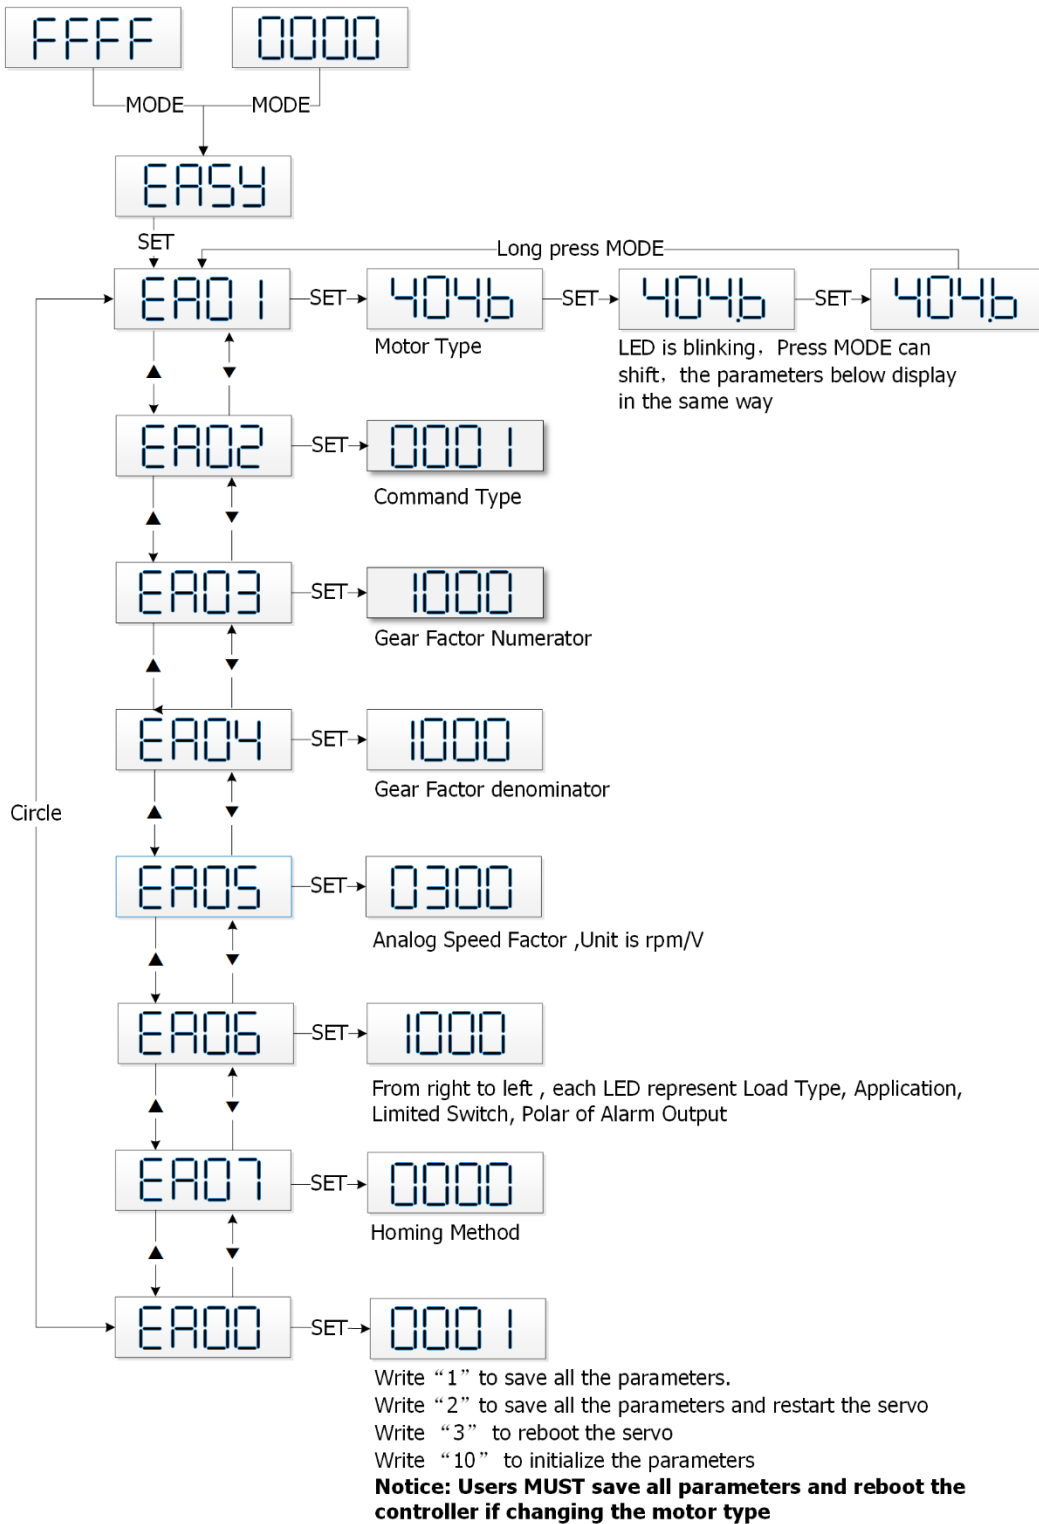 FFFF 0000
MODE MODE
EASY
SET
Long press MODE
EA01 SET 404.b SET 404.b SET 404.b
Motor Type
LED is blinking, Press MODE can
shift, the parameters below display
in the same way
▲ ▼
EA02 SET 0001
Command Type
▲ ▼
EA03 SET 1000
Gear Factor Numerator
▲ ▼
EA04 SET 1000
Gear Factor denominator
Circle
▲ ▼
EA05 SET 0300
Analog Speed Factor ,Unit is rpm/V
▲ ▼
EA06 SET 1000
From right to left , each LED represent Load Type, Application,
Limited Switch, Polar of Alarm Output
▲ ▼
EA07 SET 0000
Homing Method
▲ ▼
EA00 SET 0001
Write “1” to save all the parameters.
Write “2” to save all the parameters and restart the servo
Write “3” to reboot the servo
Write “10” to initialize the parameters
Notice: Users MUST save all parameters and reboot the
controller if changing the motor type